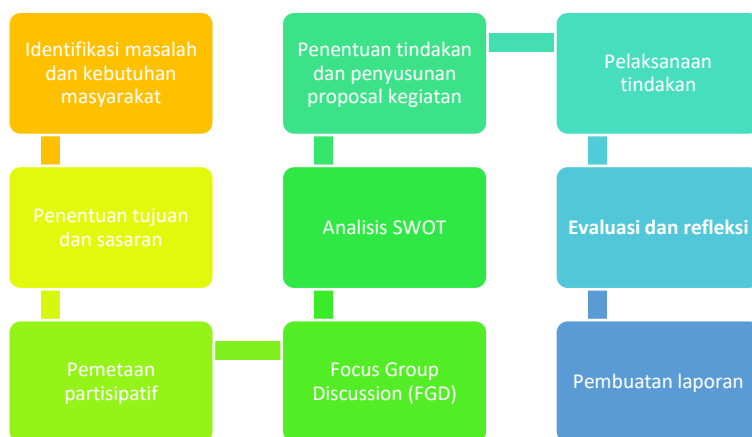 Identifikasi masalah
dan kebutuhan
masyarakat
Penentuan tujuan
dan sasaran
Pemetaan
partisipatif
Focus Group
Discussion (FGD)
Analisis SWOT
Penentuan tindakan
dan penyusunan
proposal kegiatan
Pelaksanaan
tindakan
Evaluasi dan refleksi
Pembuatan laporan